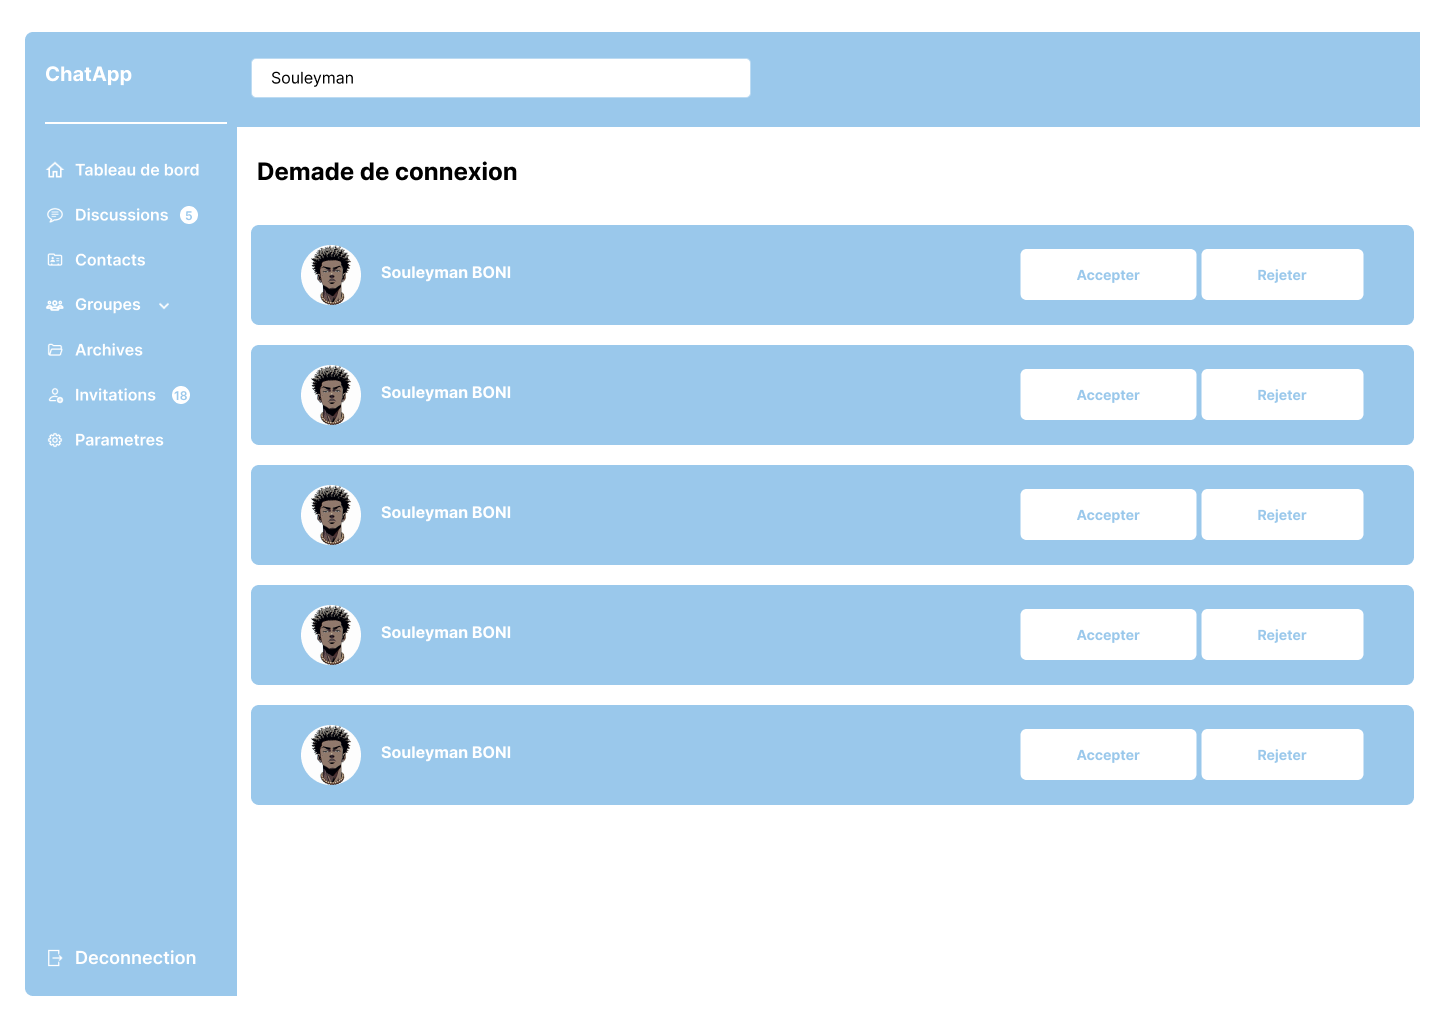 ChatApp
Souleyman
Tableau de bord
Discussions 5
Contacts
Groupes
Archives
Invitations 18
Parametres
Deconnection
Demade de connexion
Souleyman BONI Accepter Rejeter
Souleyman BONI Accepter Rejeter
Souleyman BONI Accepter Rejeter
Souleyman BONI Accepter Rejeter
Souleyman BONI Accepter Rejeter